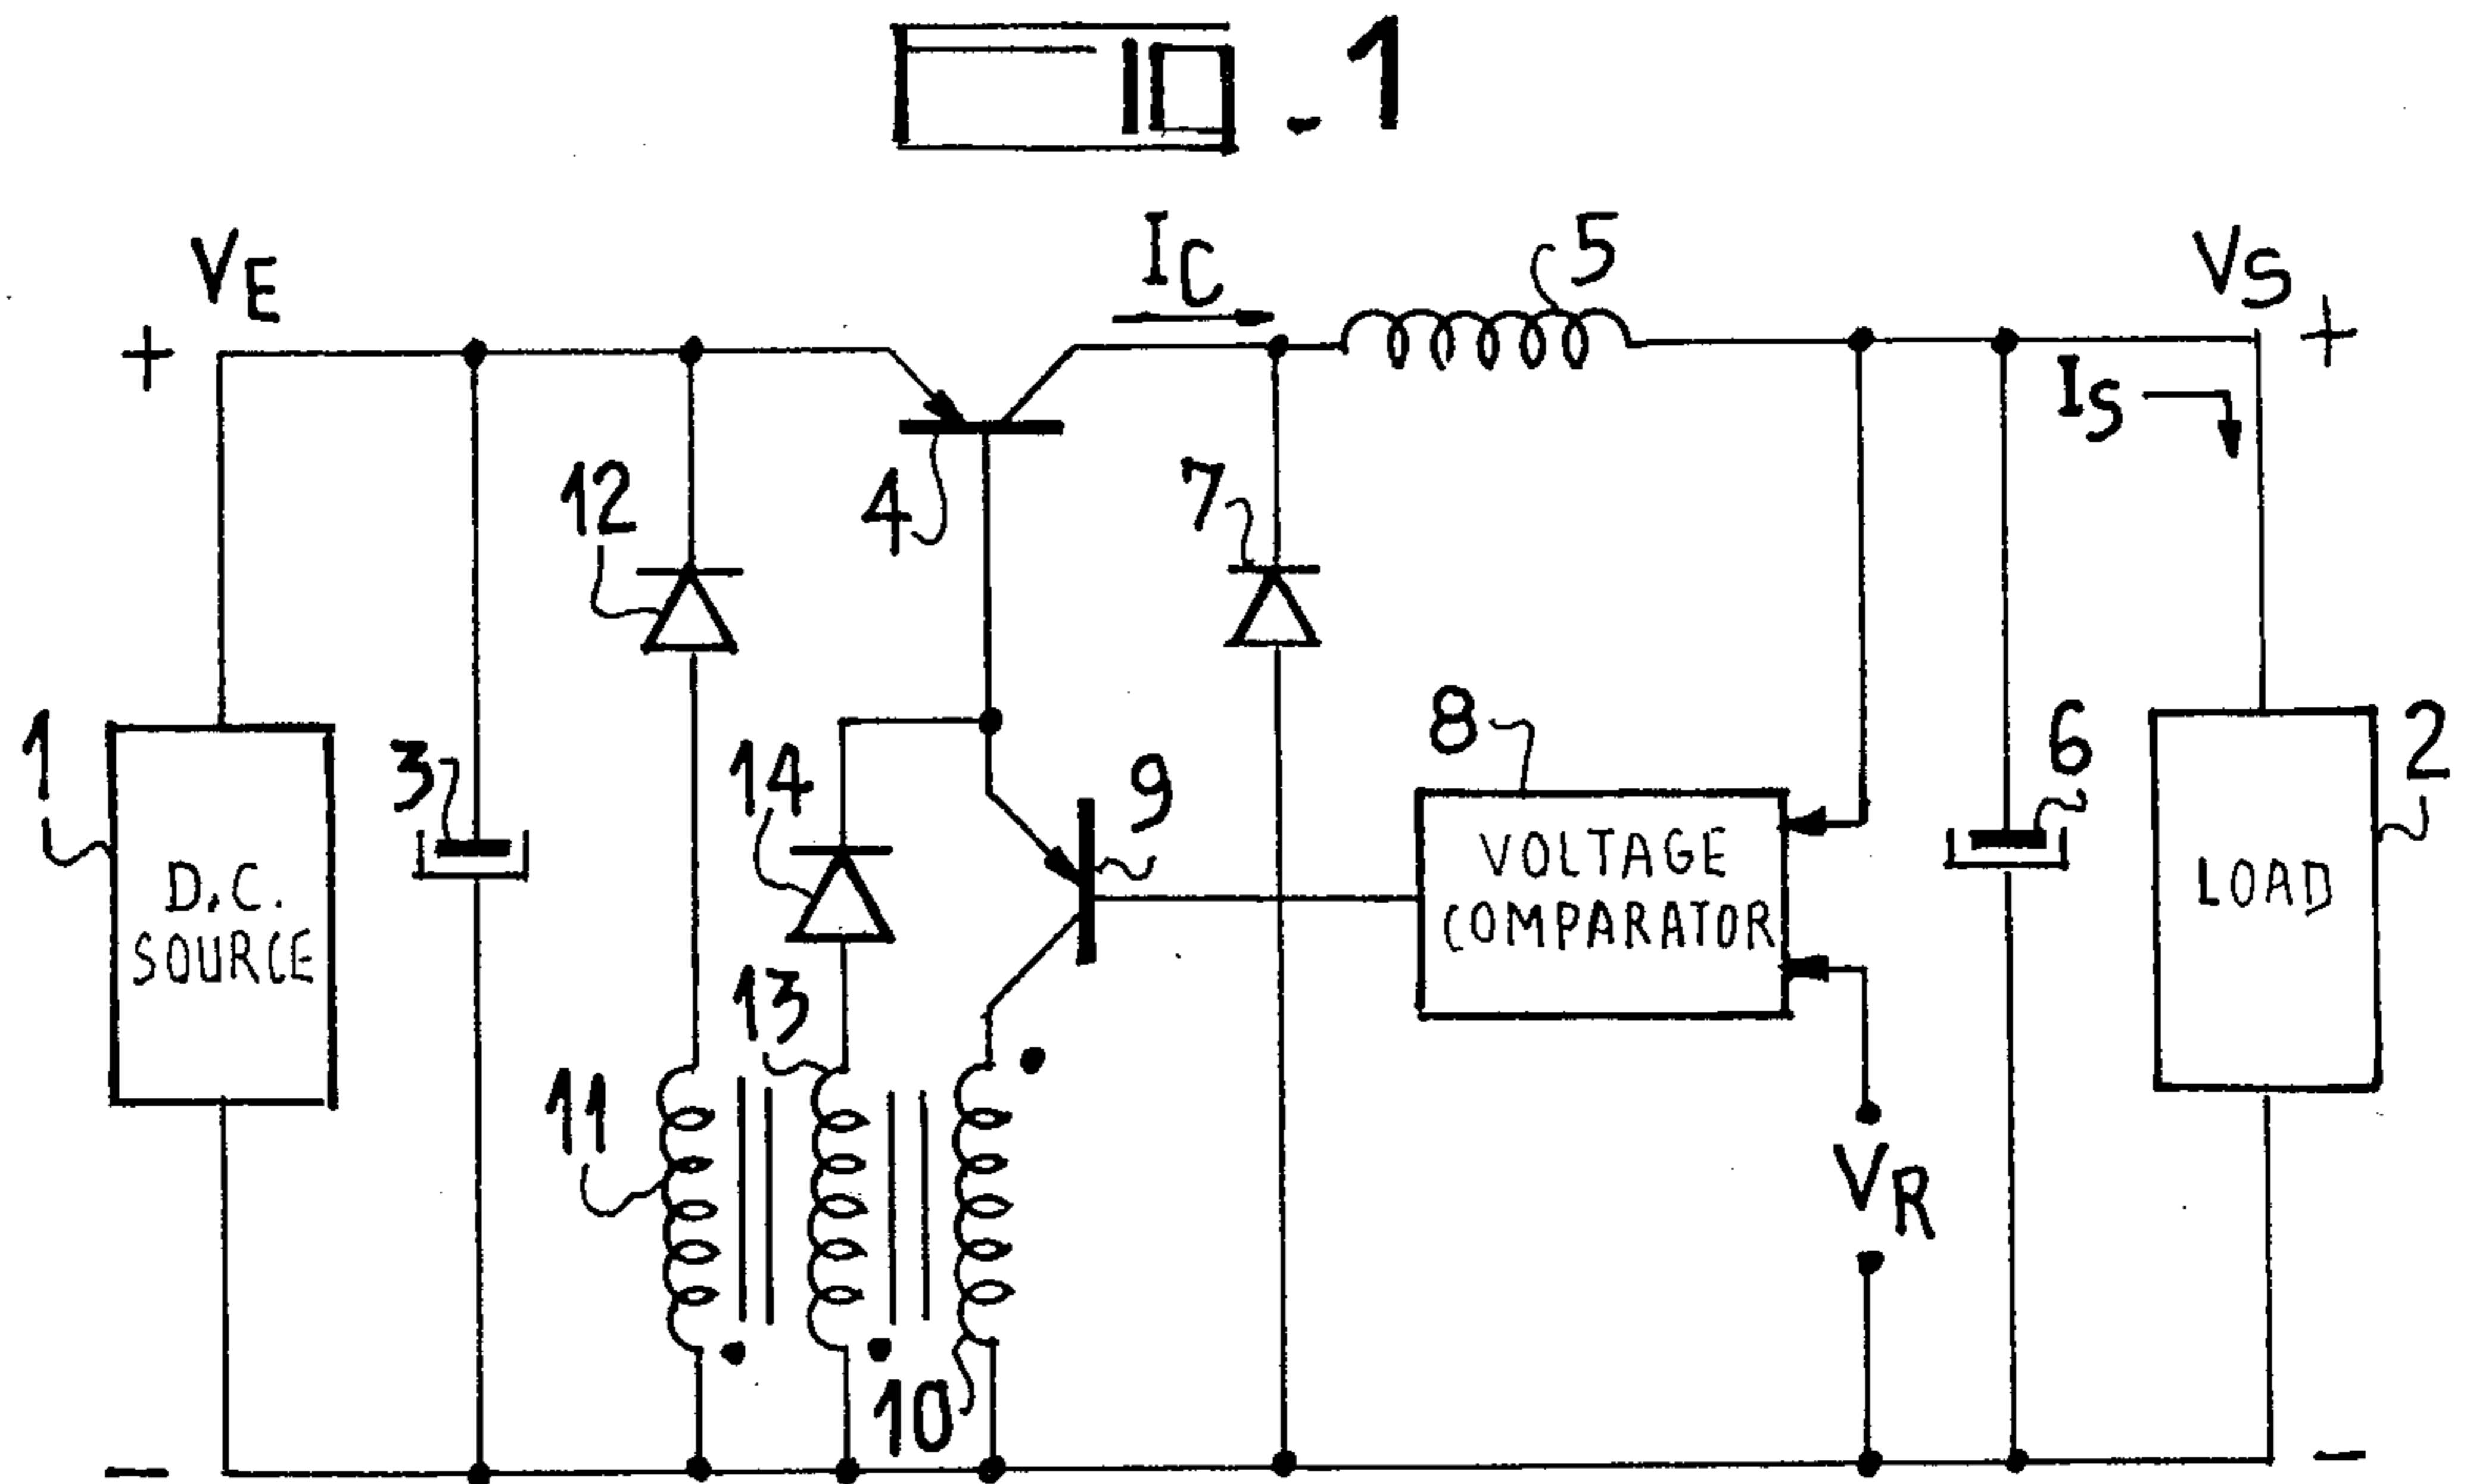 FIG. 1
VE
IC
5
VS
+
+
IS
12
4
7
1
3
14
9
8
6
2
D.C.
SOURCE
VOLTAGE
COMPARATOR
LOAD
13
11
VR
10
-
-